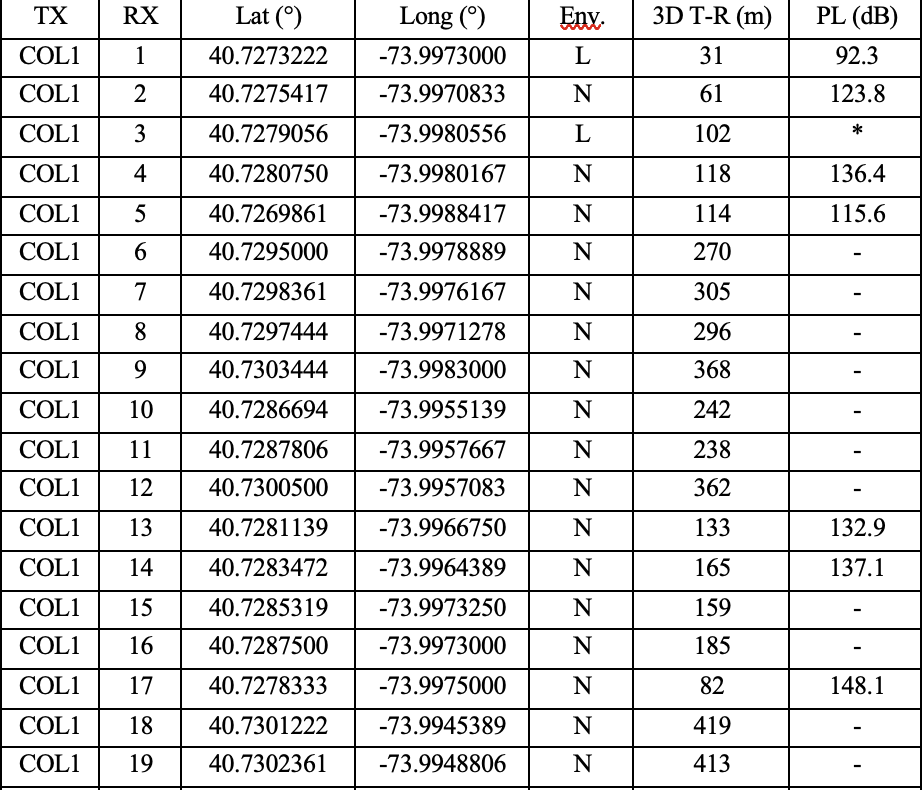 TX RX Lat (°) Long (°) Env. 3D T-R (m) PL (dB)
COL1 1 40.7273222 -73.9973000 L 31 92.3
COL1 2 40.7275417 -73.9970833 N 61 123.8
COL1 3 40.7279056 -73.9980556 L 102 *
COL1 4 40.7280750 -73.9980167 N 118 136.4
COL1 5 40.7269861 -73.9988417 N 114 115.6
COL1 6 40.7295000 -73.9978889 N 270 -
COL1 7 40.7298361 -73.9976167 N 305 -
COL1 8 40.7297444 -73.9971278 N 296 -
COL1 9 40.7303444 -73.9983000 N 368 -
COL1 10 40.7286694 -73.9955139 N 242 -
COL1 11 40.7287806 -73.9957667 N 238 -
COL1 12 40.7300500 -73.9957083 N 362 -
COL1 13 40.7281139 -73.9966750 N 133 132.9
COL1 14 40.7283472 -73.9964389 N 165 137.1
COL1 15 40.7285319 -73.9973250 N 159 -
COL1 16 40.7287500 -73.9973000 N 185 -
COL1 17 40.7278333 -73.9975000 N 82 148.1
COL1 18 40.7301222 -73.9945389 N 419 -
COL1 19 40.7302361 -73.9948806 N 413 -